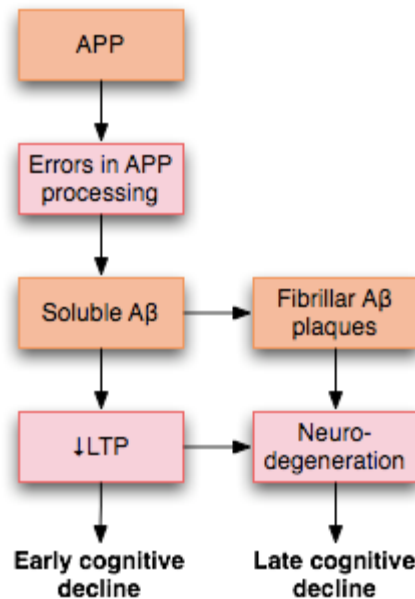 APP
Errors in APP
processing
Soluble Aβ
Fibrillar Aβ
plaques
↓LTP
Neuro-
degeneration
Early cognitive
decline
Late cognitive
decline